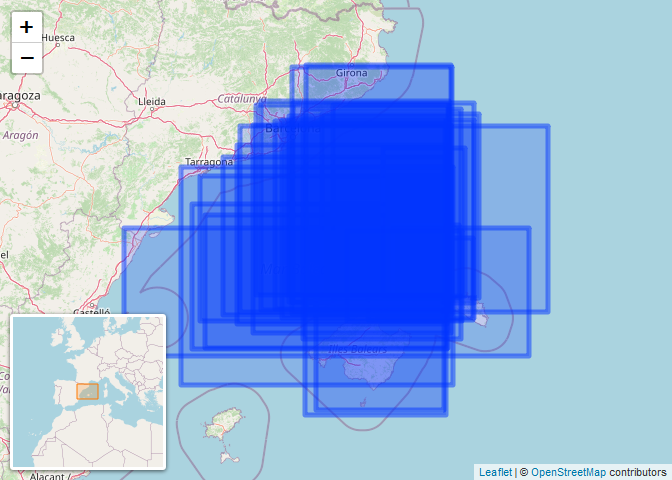 +
−
Huesca
Girona
aragoza
Lleida
Catalunya
Barcelona
Aragón
Tarragona
el
Castelló
Illes Balears
Alacant /
Leaflet | © OpenStreetMap contributors